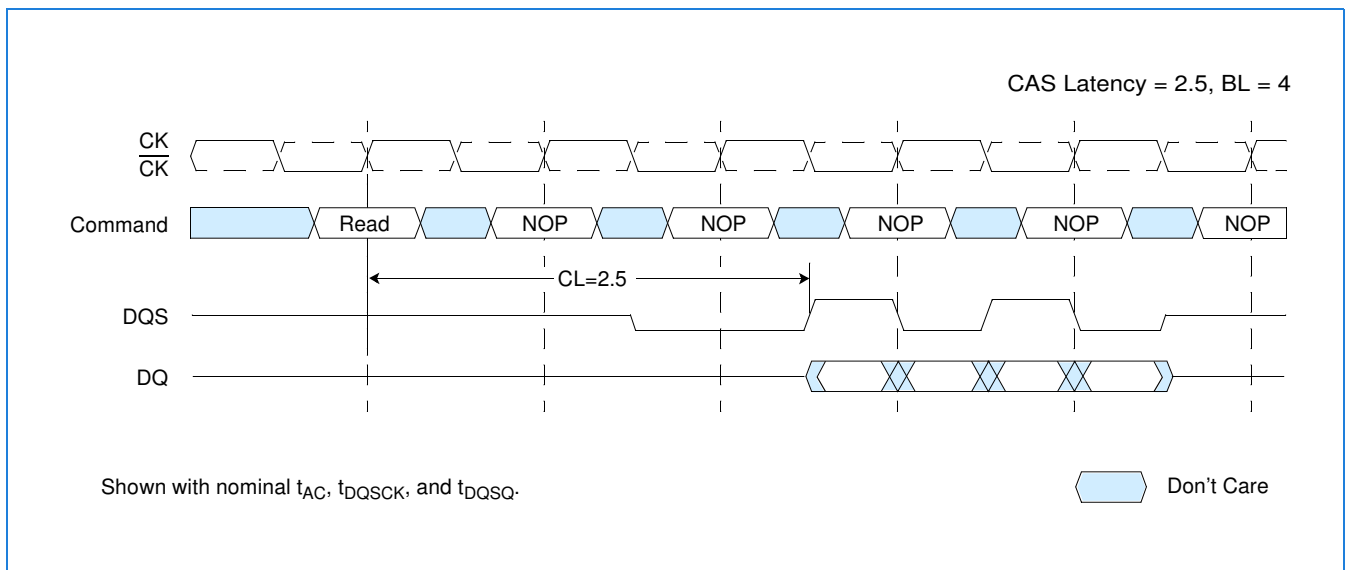 CAS Latency = 2.5, BL = 4
CK
CK
Command
Read
NOP
NOP
NOP
NOP
NOP
CL=2.5
DQS
DQ
Shown with nominal tAC, tDQSCK, and tDQSQ.
Don't Care